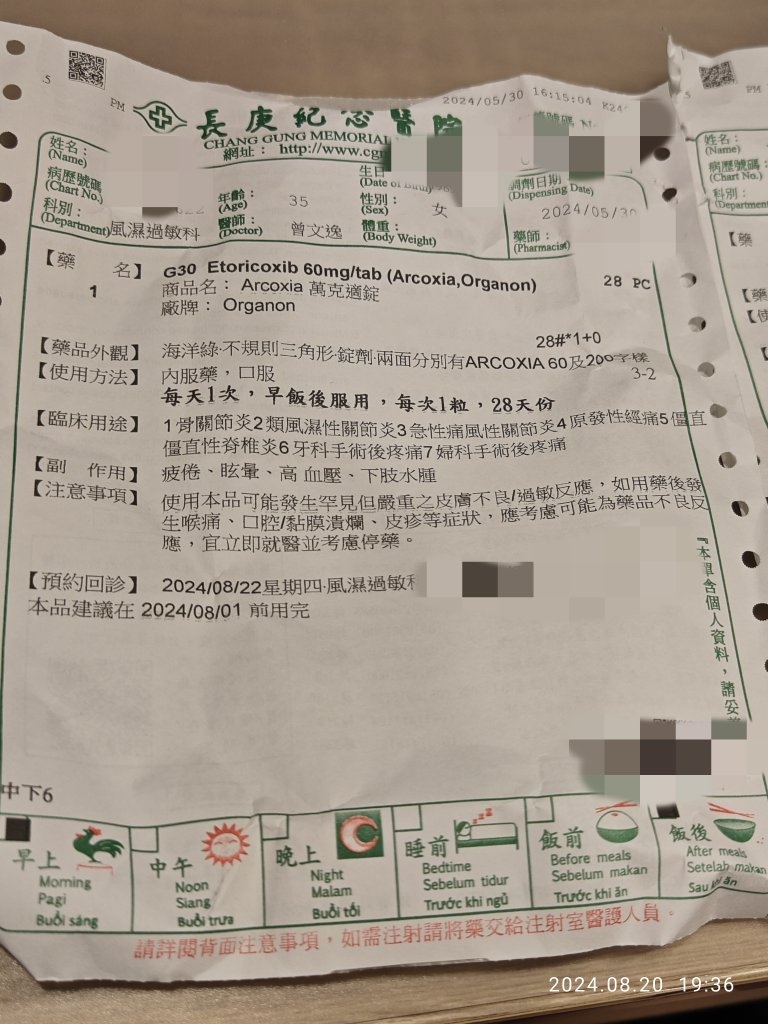 .5
PM
2024/05/30 16:15:04 K24
PM
長庚紀念醫院
CHANG GUNG MEMORIAL
網址： http://www.cg
姓名：
(Name)
病歷號碼
(Chart No.)
科別：
(Department) 風濕過敏科
年齡：
(Age) 35
醫師：
(Doctor) 曾文逸
生日
(Date of Birth)
性別：
(Sex) 女
體重：
(Body Weight)
調劑日期
(Dispensing Date)
2024/05/30
藥師：
(Pharmacist)
姓名：
(Name)
病歷號碼
(Chart No.)
科別：
(Department
【藥 名】 G30 Etoricoxib 60mg/tab (Arcoxia,Organon) 28 PC
1 商品名： Arcoxia 萬克適錠
廠牌： Organon
28#*1+0
【藥品外觀】 海洋綠·不規則三角形·錠劑·兩面分別有ARCOXIA 60及200字樣
【使用方法】 內服藥，口服 3-2
每天1次，早飯後服用，每次1粒，28天份
【臨床用途】 1骨關節炎2類風濕性關節炎3急性痛風性關節炎4原發性經痛5僵直
僵直性脊椎炎6牙科手術後疼痛7婦科手術後疼痛
【副 作用】 疲倦、眩暈、高 血壓、下肢水腫
【注意事項】 使用本品可能發生罕見但嚴重之皮膚不良/過敏反應，如用藥後發
生喉痛、口腔/黏膜潰爛、皮疹等症狀，應考慮可能為藥品不良反
應，宜立即就醫並考慮停藥。
【預約回診】 2024/08/22星期四·風濕過敏科
本品建議在 2024/08/01 前用完
『本單含個人資料，請妥
中下6
早上
Morning
Pagi
Buổi sáng
中午
Noon
Siang
Buổi trưa
晚上
Night
Malam
Buổi tối
睡前
Bedtime
Sebelum tidur
Trước khi ngủ
飯前
Before meals
Sebelum makan
Trước khi ăn
飯後
After meals
Setelah makan
Sau khi ăn
請詳閱背面注意事項，如需注射請將藥交給注射室醫護人員。
2024.08.20 19:36